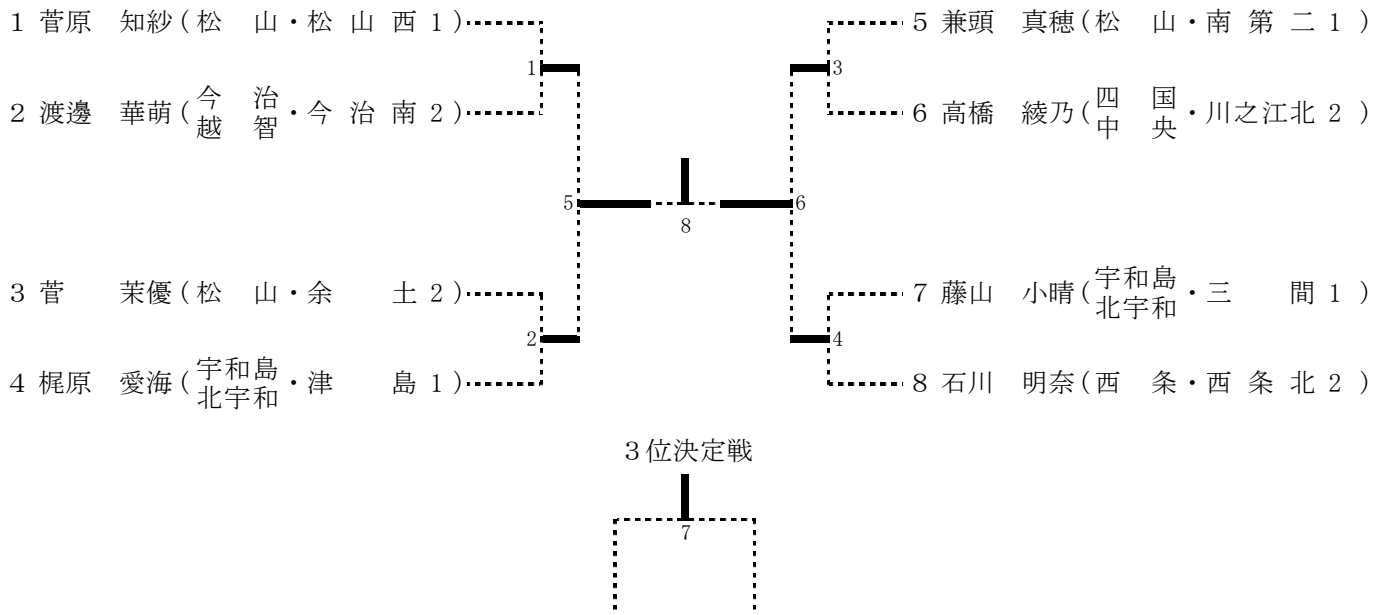 1 菅原 知紗(松 山・松 山 西 1)
2 渡邊 華萌(今 治 越 智・今 治 南 2)
3 菅 茉優(松 山・余 土 2)
4 梶原 愛海(宇和島 北宇和・津 島 1)
5 兼頭 真穂(松 山・南 第 二 1)
6 高橋 綾乃(四 国 中 央・川之江北 2)
7 藤山 小晴(宇和島 北宇和・三 間 1)
8 石川 明奈(西 条・西 条 北 2)
1
3
5
8
6
2
4
3位決定戦
7